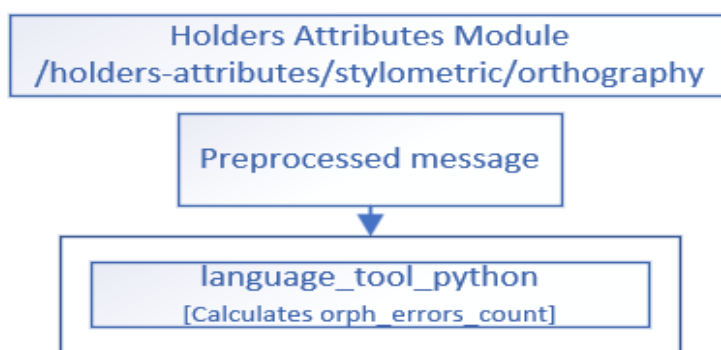 Holders Attributes Module
/holders-attributes/stylometric/orthography
Preprocessed message
language_tool_python
[Calculates orph_errors_count]